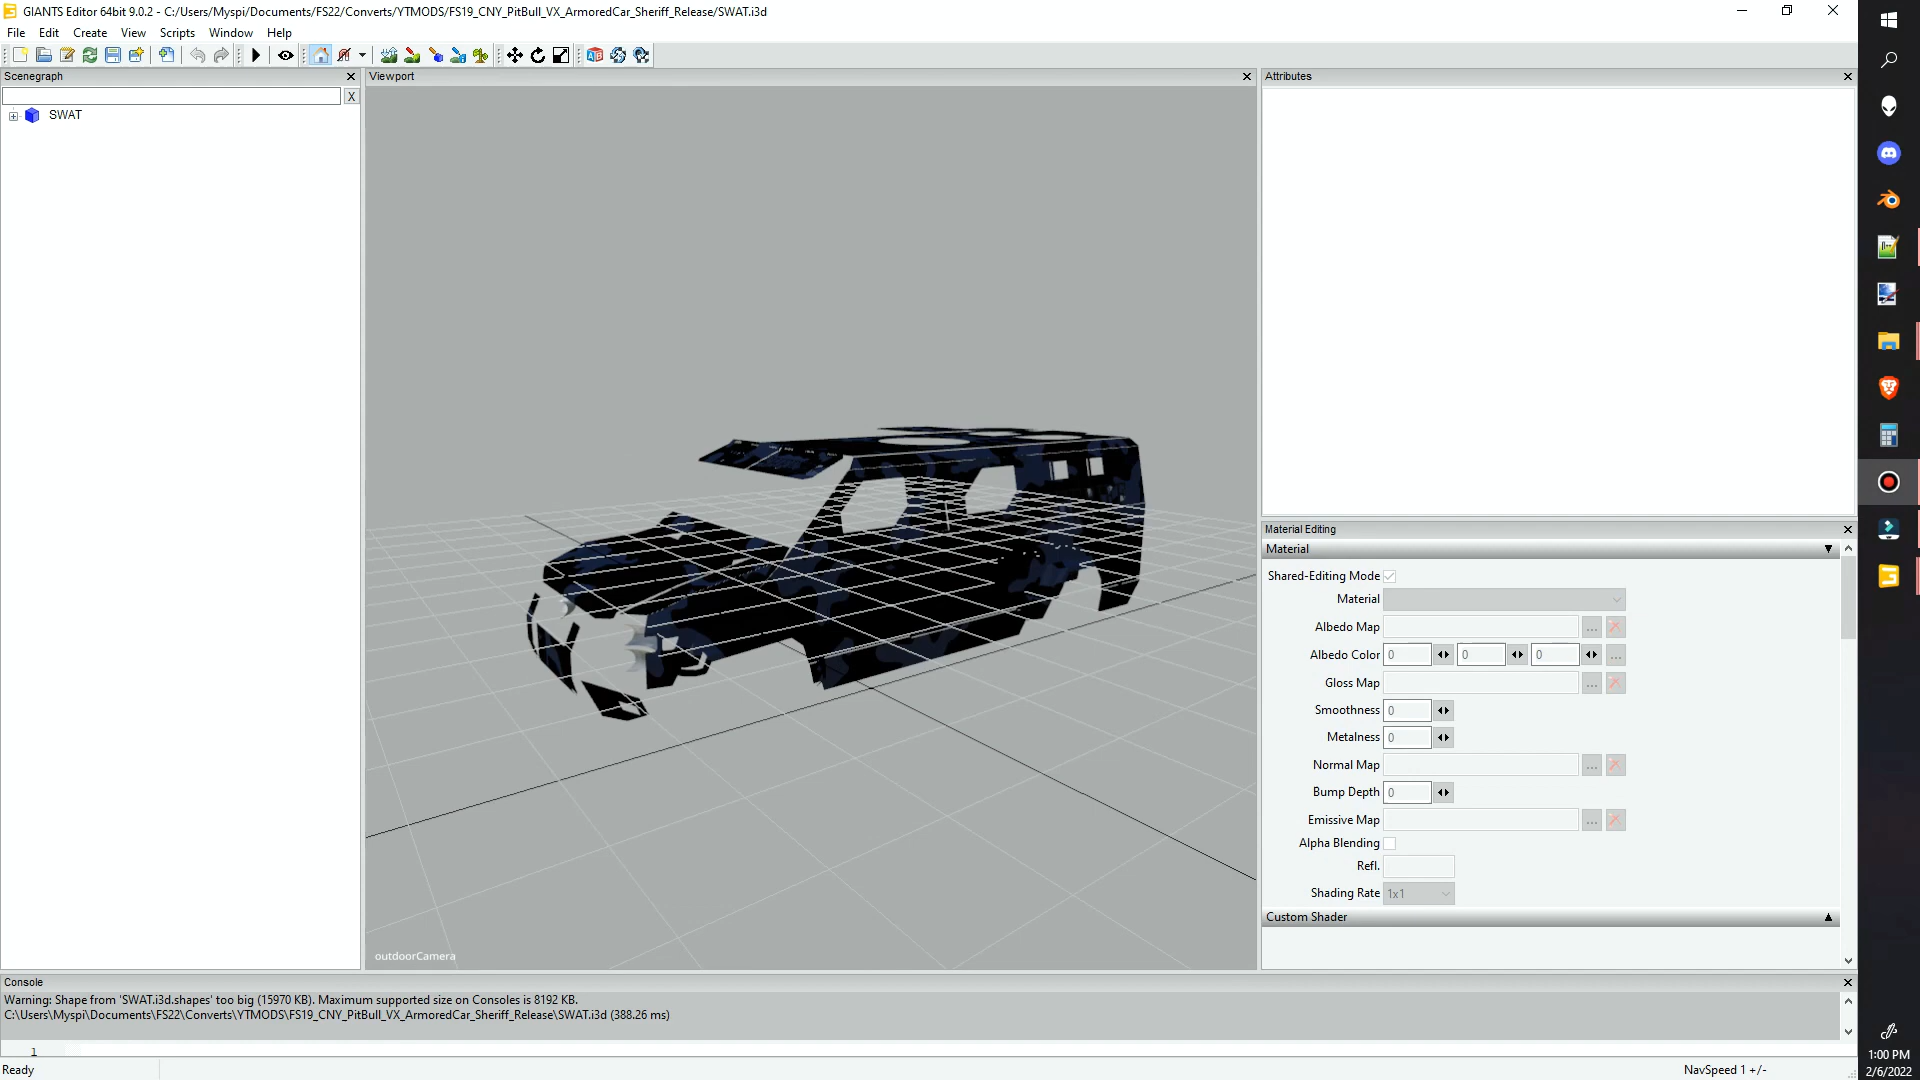 GIANTS Editor 64bit 9.0.2 - C:/Users/Myspi/Documents/FS22/Converts/YTMODS/FS19_CNY_PitBull_VX_ArmoredCar_Sheriff_Release/SWAT.i3d
File Edit Create View Scripts Window Help
Scenegraph
X
SWAT
Viewport
outdoorCamera
Attributes
Material Editing
Material
Shared-Editing Mode
Material
Albedo Map ...
Albedo Color 0 0 0 ...
Gloss Map ...
Smoothness 0
Metalness 0
Normal Map ...
Bump Depth 0
Emissive Map ...
Alpha Blending
Refl.
Shading Rate 1x1
Custom Shader
Console
Warning: Shape from 'SWAT.i3d.shapes' too big (15970 KB). Maximum supported size on Consoles is 8192 KB.
C:\Users\Myspi\Documents\FS22\Converts\YTMODS\FS19_CNY_PitBull_VX_ArmoredCar_Sheriff_Release\SWAT.i3d (388.26 ms)
1
Ready
NavSpeed 1 +/-
1:00 PM
2/6/2022